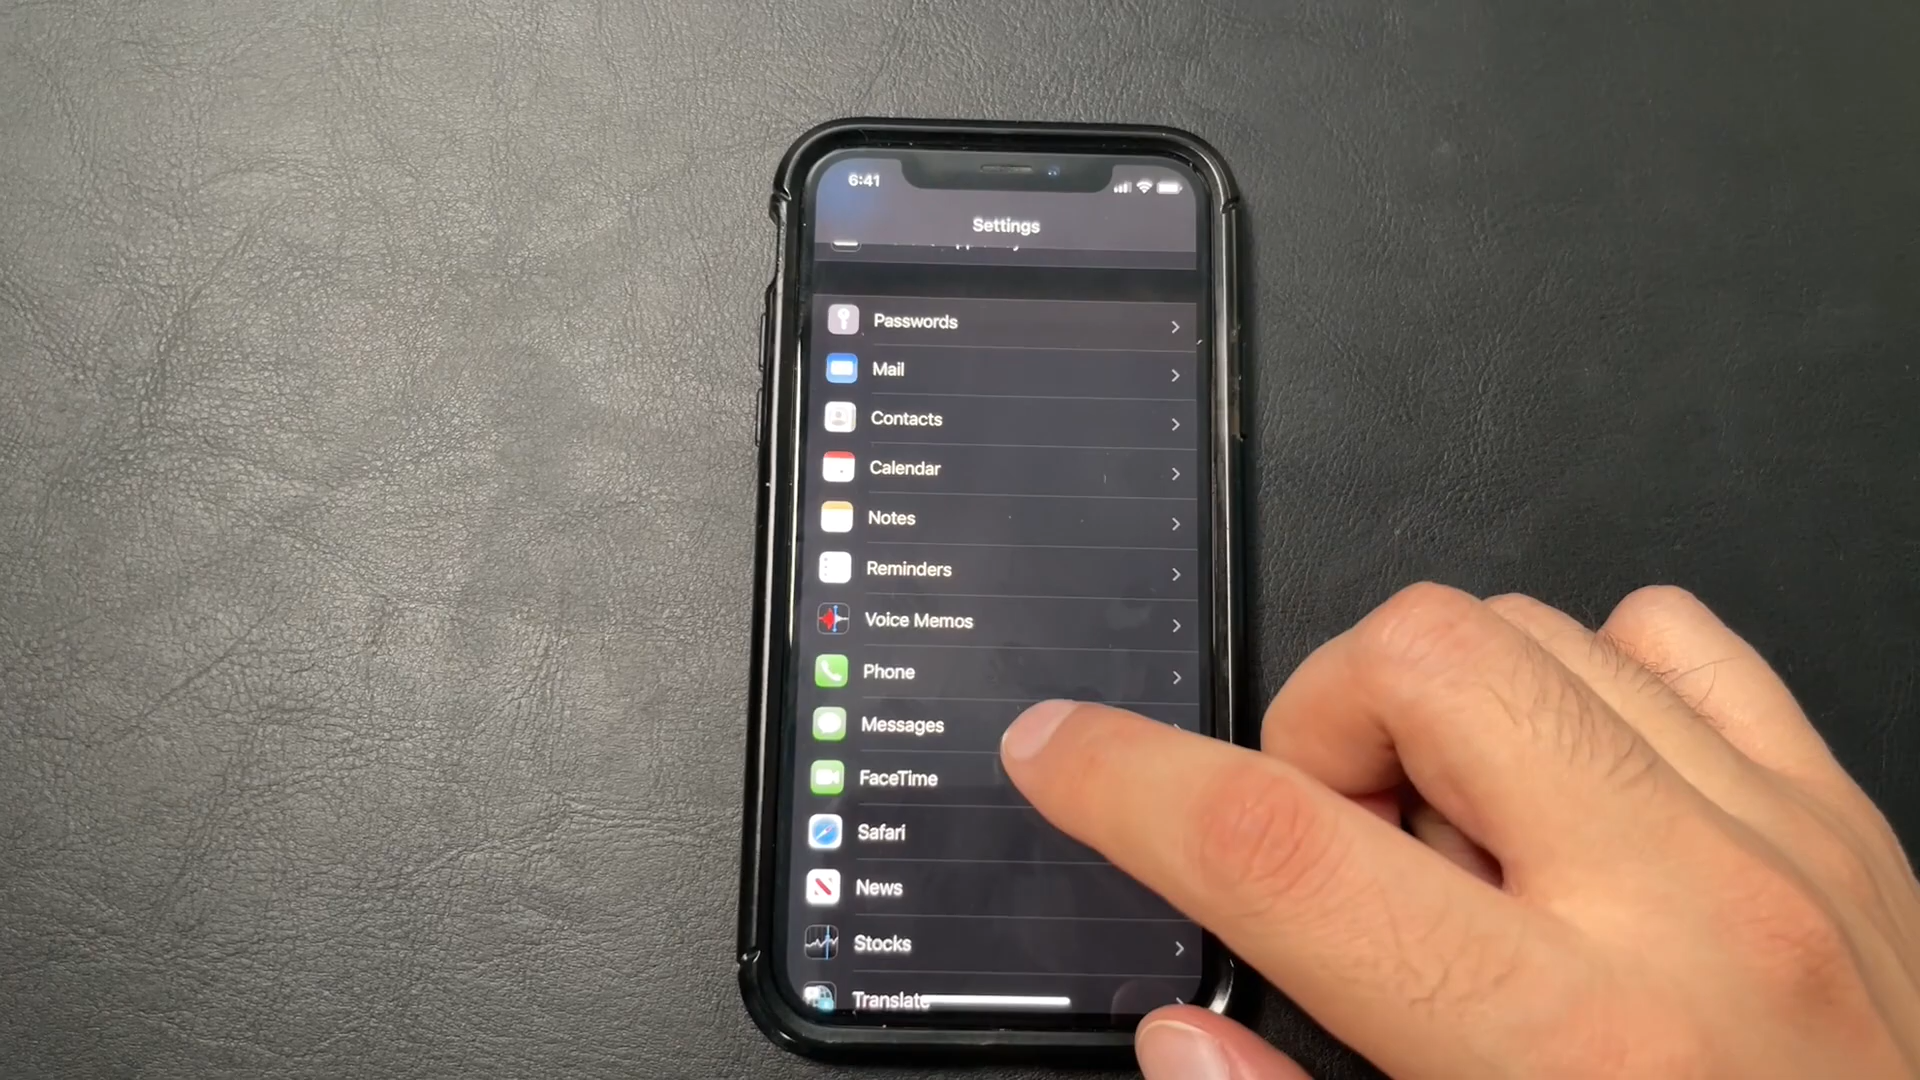 6:41
Settings
Passwords
Mail
Contacts
Calendar
Notes
Reminders
Voice Memos
Phone
Messages
FaceTime
Safari
News
Stocks
Translate